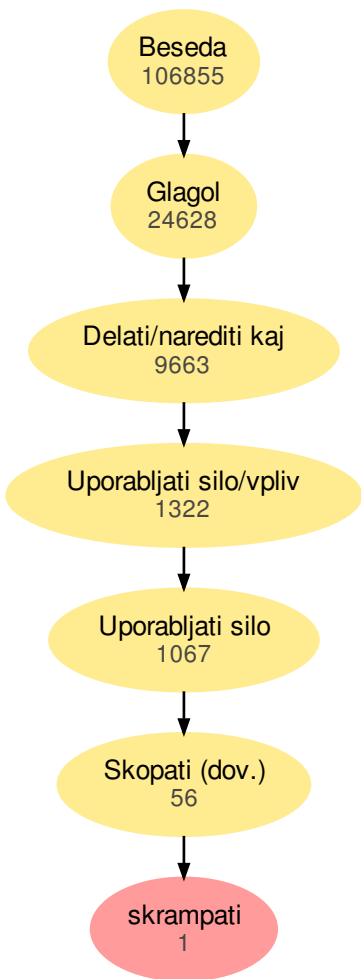 Beseda
106855
Glagol
24628
Delati/narediti kaj
9663
Uporabljati silo/vpliv
1322
Uporabljati silo
1067
Skopati (dov.)
56
skrampati
1